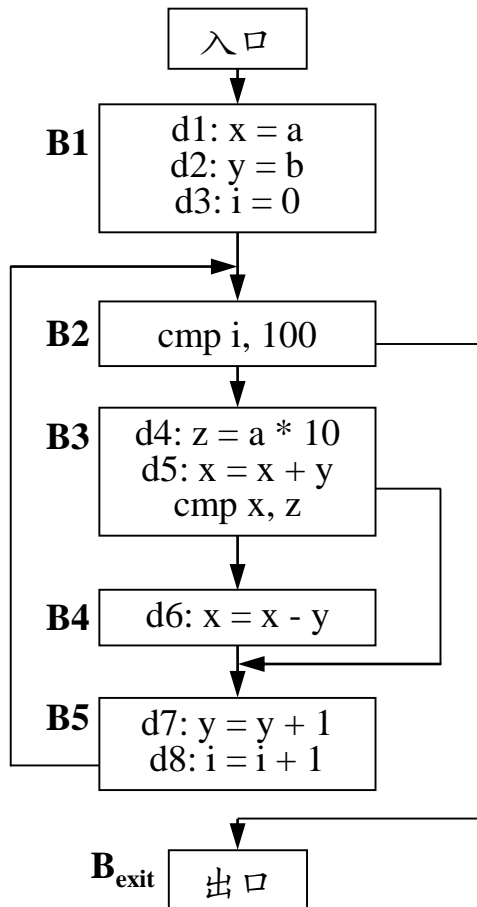 入口
B1
d1: x = a
d2: y = b
d3: i = 0
B2
cmp i, 100
B3
d4: z = a * 10
d5: x = x + y
cmp x, z
B4
d6: x = x - y
B5
d7: y = y + 1
d8: i = i + 1
Bexit
出口